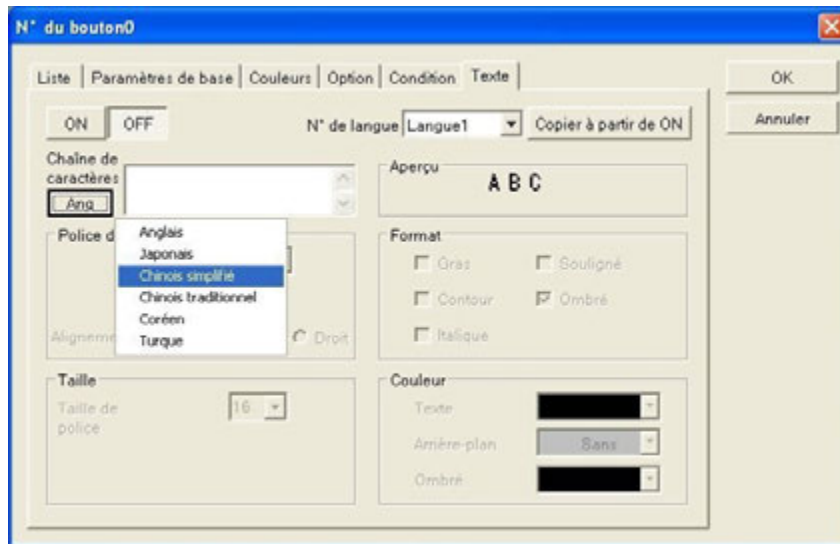 N° du bouton0
Liste Paramètres de base Couleurs Option Condition Texte
OK
Annuler
ON OFF N° de langue Langue1 Copier à partir de ON
Chaîne de caractères
Ang
Aperçu
A B C
Anglais
Japonais
Chinois simplifié
Chinois traditionnel
Coréen
Turque
Police d
Droit
Format
Gras Souligné
Contour Ombré
Italique
Taille
Taille de police 16
Couleur
Texte
Arrière-plan Sans
Ombré